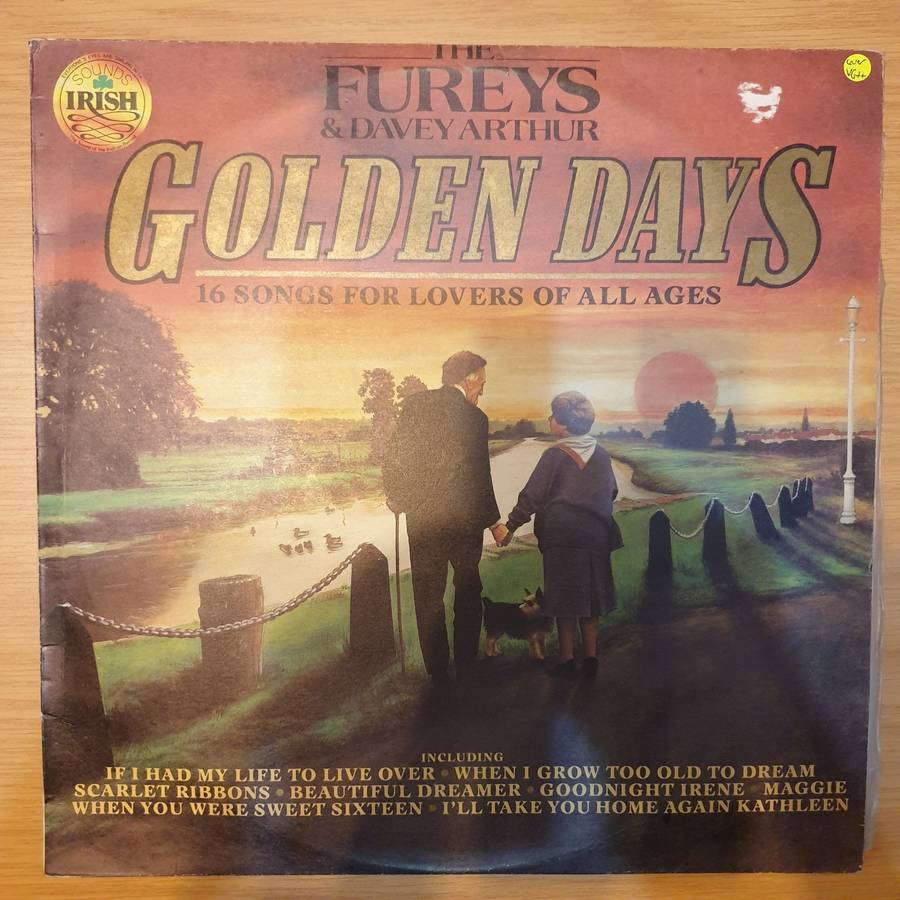 SOUNDS
IRISH
THE
FUREYS
& DAVEY ARTHUR
GOLDEN DAYS
16 SONGS FOR LOVERS OF ALL AGES
INCLUDING
IF I HAD MY LIFE TO LIVE OVER • WHEN I GROW TOO OLD TO DREAM
SCARLET RIBBONS • BEAUTIFUL DREAMER • GOODNIGHT IRENE • MAGGIE
WHEN YOU WERE SWEET SIXTEEN • I'LL TAKE YOU HOME AGAIN KATHLEEN